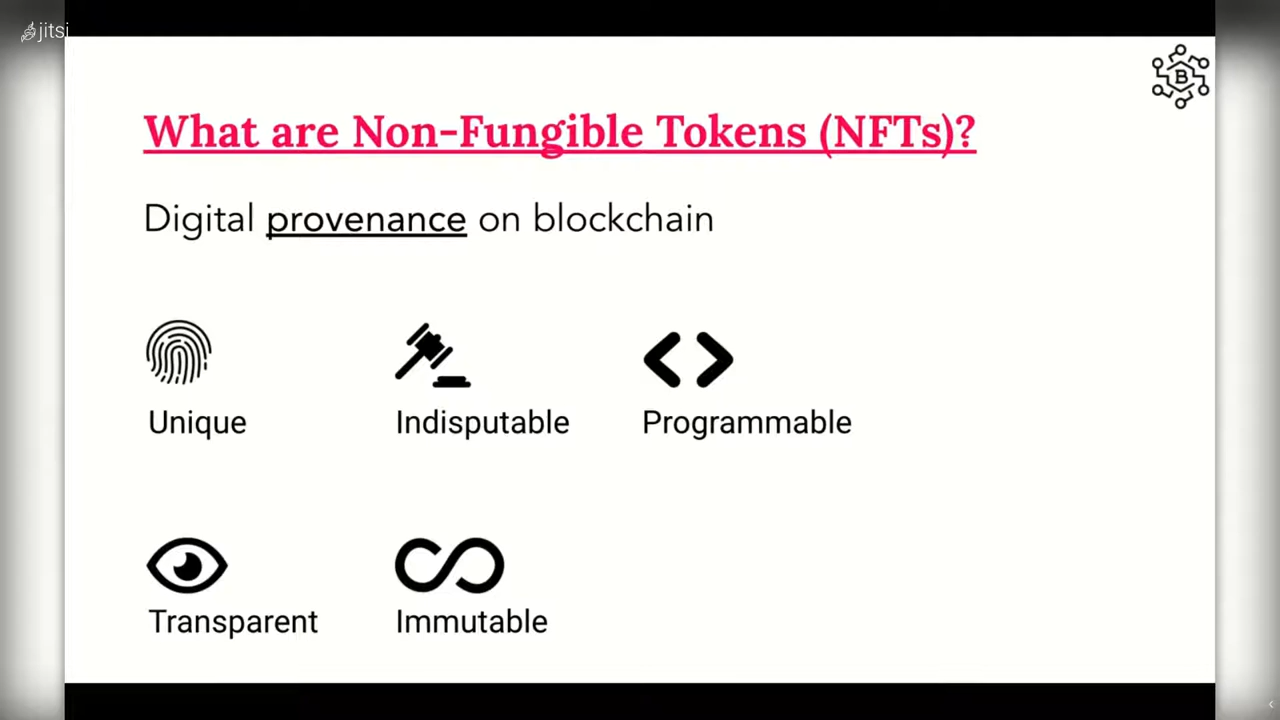 jitsi
What are Non-Fungible Tokens (NFTs)?
Digital provenance on blockchain
Unique
Indisputable
Programmable
Transparent
Immutable